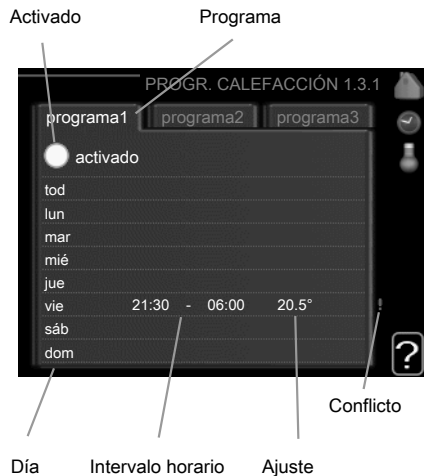 Activado Programa
PROGR. CALEFACCIÓN 1.3.1
programa1 programa2 programa3
activado
tod
lun
mar
mié
jue
vie 21:30 - 06:00 20.5° !
sáb
dom
?
Conflicto
Día Intervalo horario Ajuste